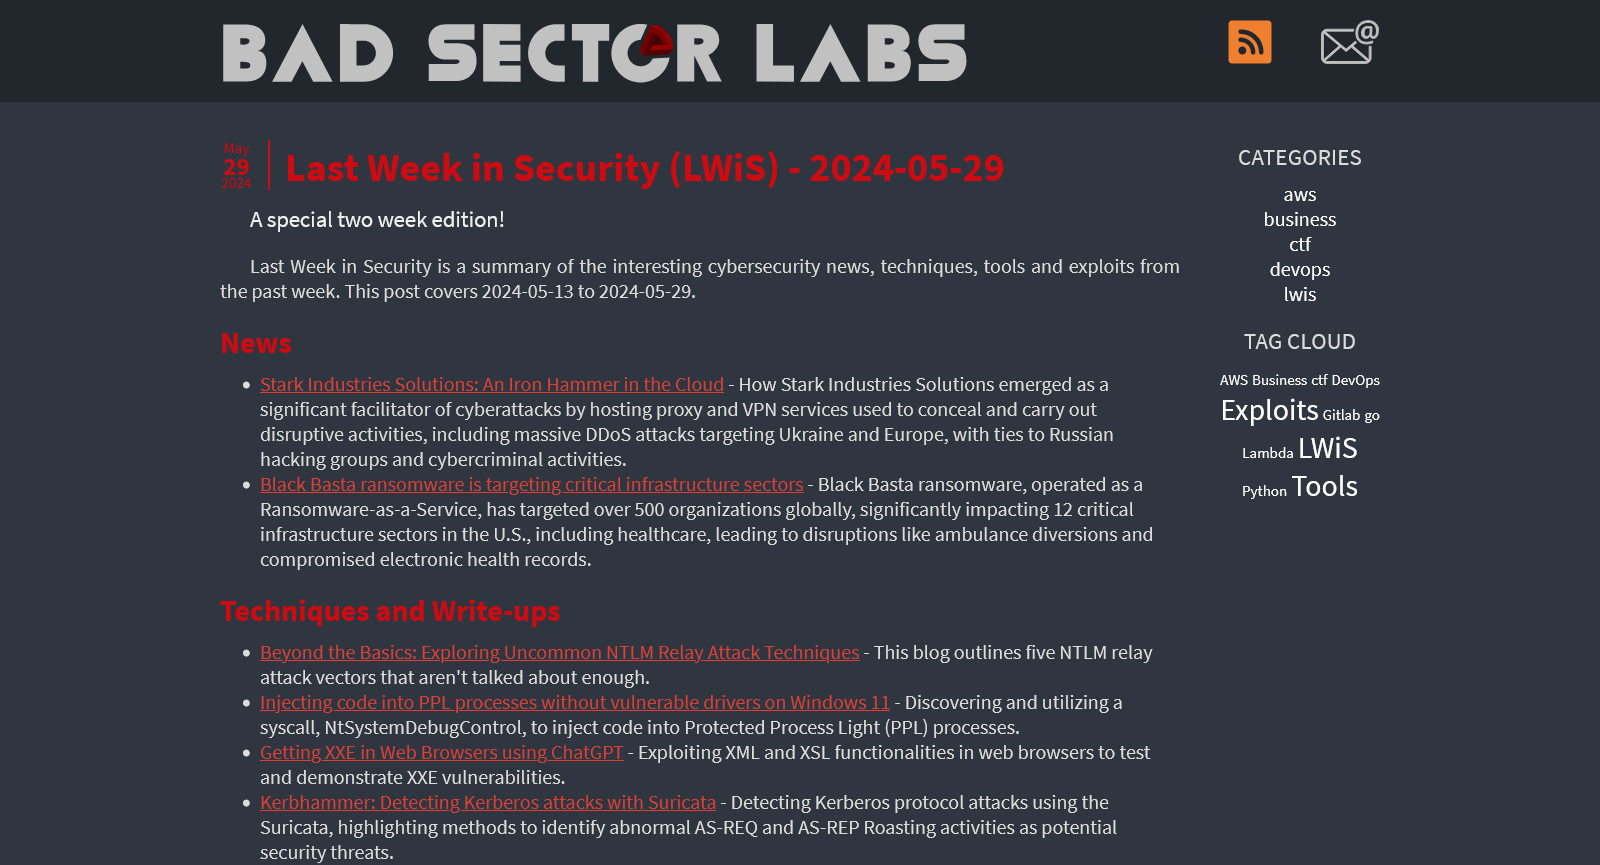 BAD SECTOR LABS
@
May
29
2024
Last Week in Security (LWiS) - 2024-05-29
A special two week edition!
Last Week in Security is a summary of the interesting cybersecurity news, techniques, tools and exploits from
the past week. This post covers 2024-05-13 to 2024-05-29.
News
• Stark Industries Solutions: An Iron Hammer in the Cloud - How Stark Industries Solutions emerged as a
significant facilitator of cyberattacks by hosting proxy and VPN services used to conceal and carry out
disruptive activities, including massive DDoS attacks targeting Ukraine and Europe, with ties to Russian
hacking groups and cybercriminal activities.
• Black Basta ransomware is targeting critical infrastructure sectors - Black Basta ransomware, operated as a
Ransomware-as-a-Service, has targeted over 500 organizations globally, significantly impacting 12 critical
infrastructure sectors in the U.S., including healthcare, leading to disruptions like ambulance diversions and
compromised electronic health records.
Techniques and Write-ups
• Beyond the Basics: Exploring Uncommon NTLM Relay Attack Techniques - This blog outlines five NTLM relay
attack vectors that aren't talked about enough.
• Injecting code into PPL processes without vulnerable drivers on Windows 11 - Discovering and utilizing a
syscall, NtSystemDebugControl, to inject code into Protected Process Light (PPL) processes.
• Getting XXE in Web Browsers using ChatGPT - Exploiting XML and XSL functionalities in web browsers to test
and demonstrate XXE vulnerabilities.
• Kerbhammer: Detecting Kerberos attacks with Suricata - Detecting Kerberos protocol attacks using the
Suricata, highlighting methods to identify abnormal AS-REQ and AS-REP Roasting activities as potential
security threats.
CATEGORIES
aws
business
ctf
devops
lwis
TAG CLOUD
AWS Business ctf DevOps
Exploits Gitlab go
Lambda LWiS
Python Tools